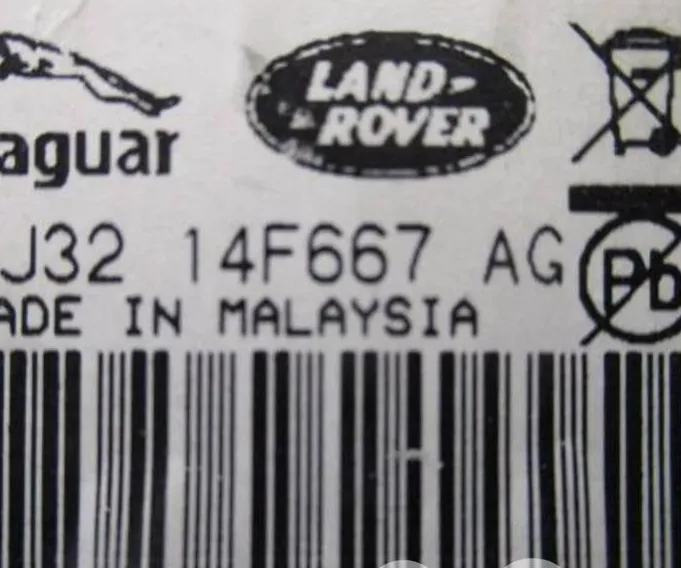 aguar
LAND-
ROVER
J32 14F667 AG
Pb
ADE IN MALAYSIA